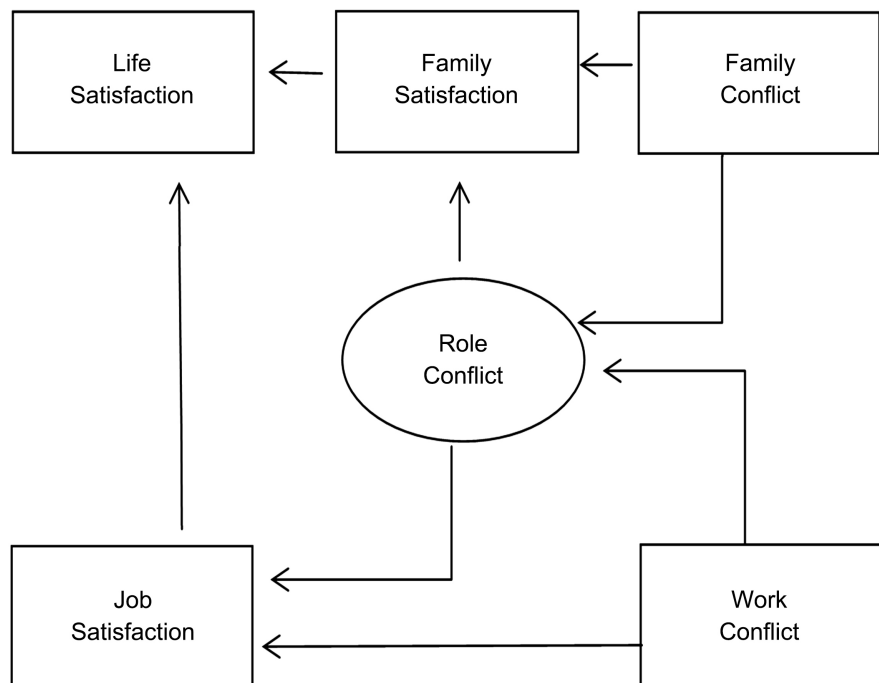 Life
Satisfaction
Family
Satisfaction
Family
Conflict
Role
Conflict
Job
Satisfaction
Work
Conflict